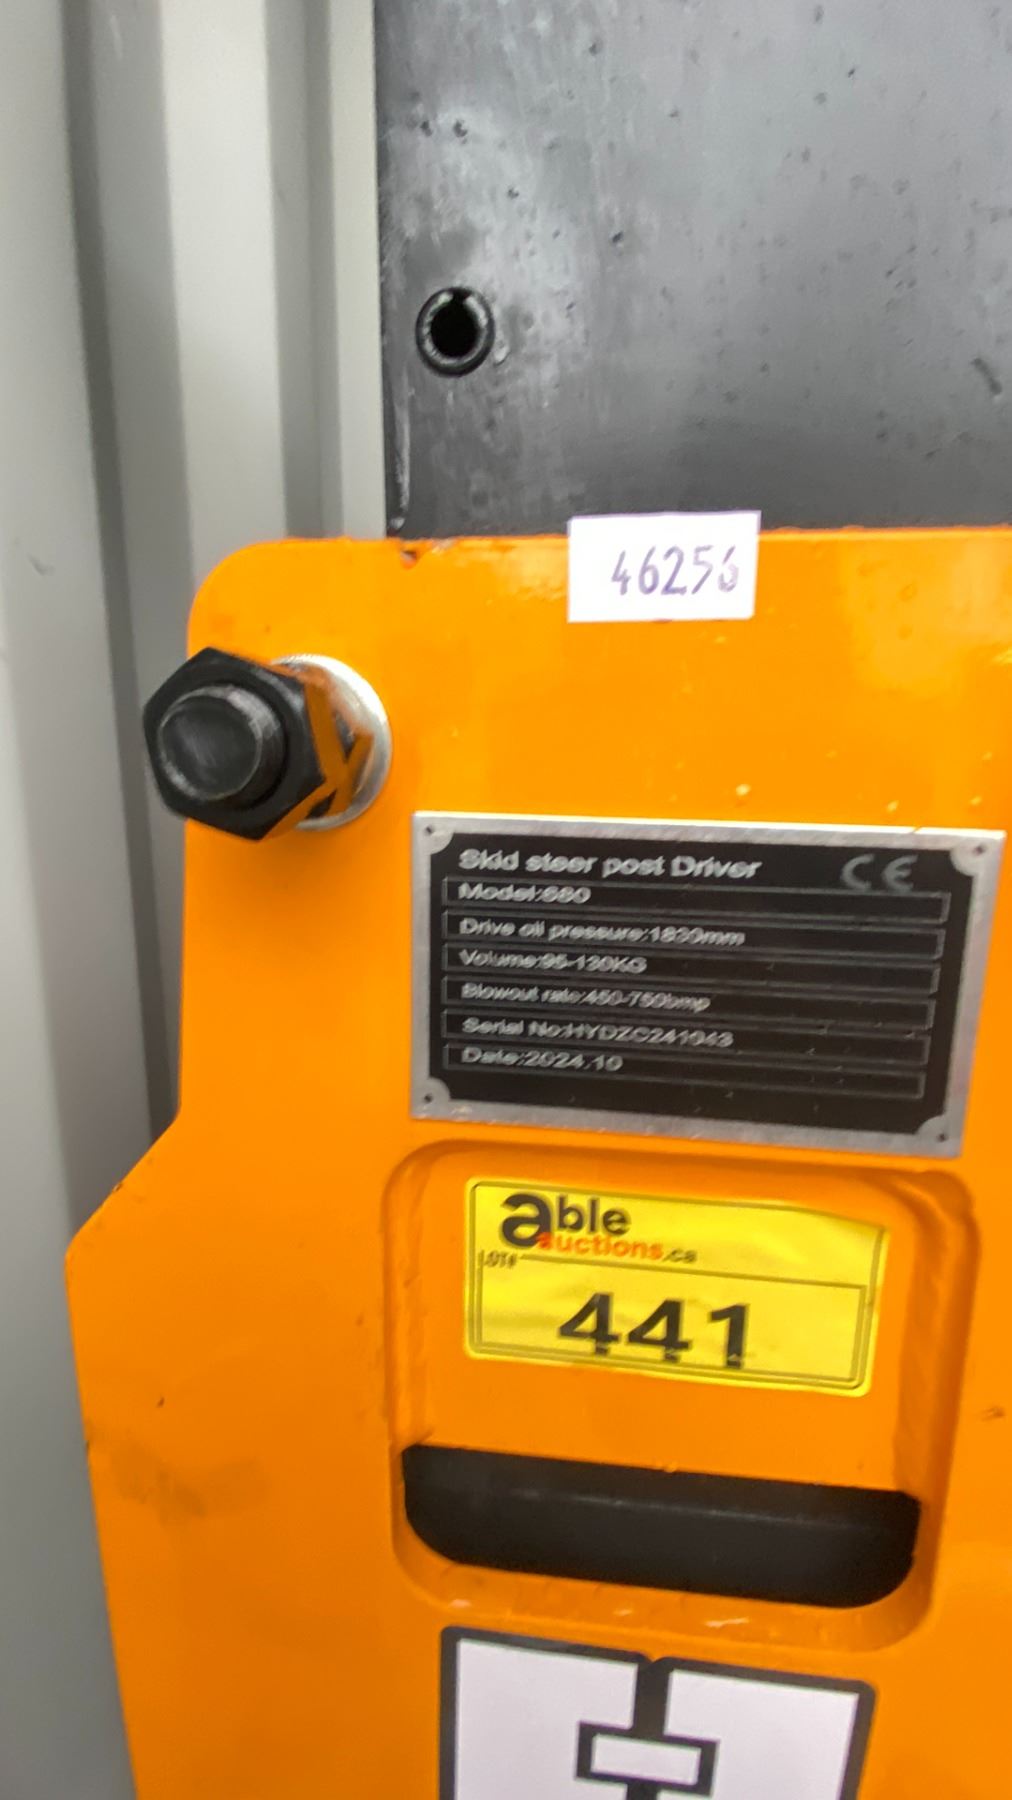 46256
Skid steer post Driver CE
Model:680
Drive oil pressure:1830mm
Volume:95-130KG
Blowout rate:450-750bmp
Serial No:HYDZC241043
Date:2024.10
able
auctions.ca
LOT#
441